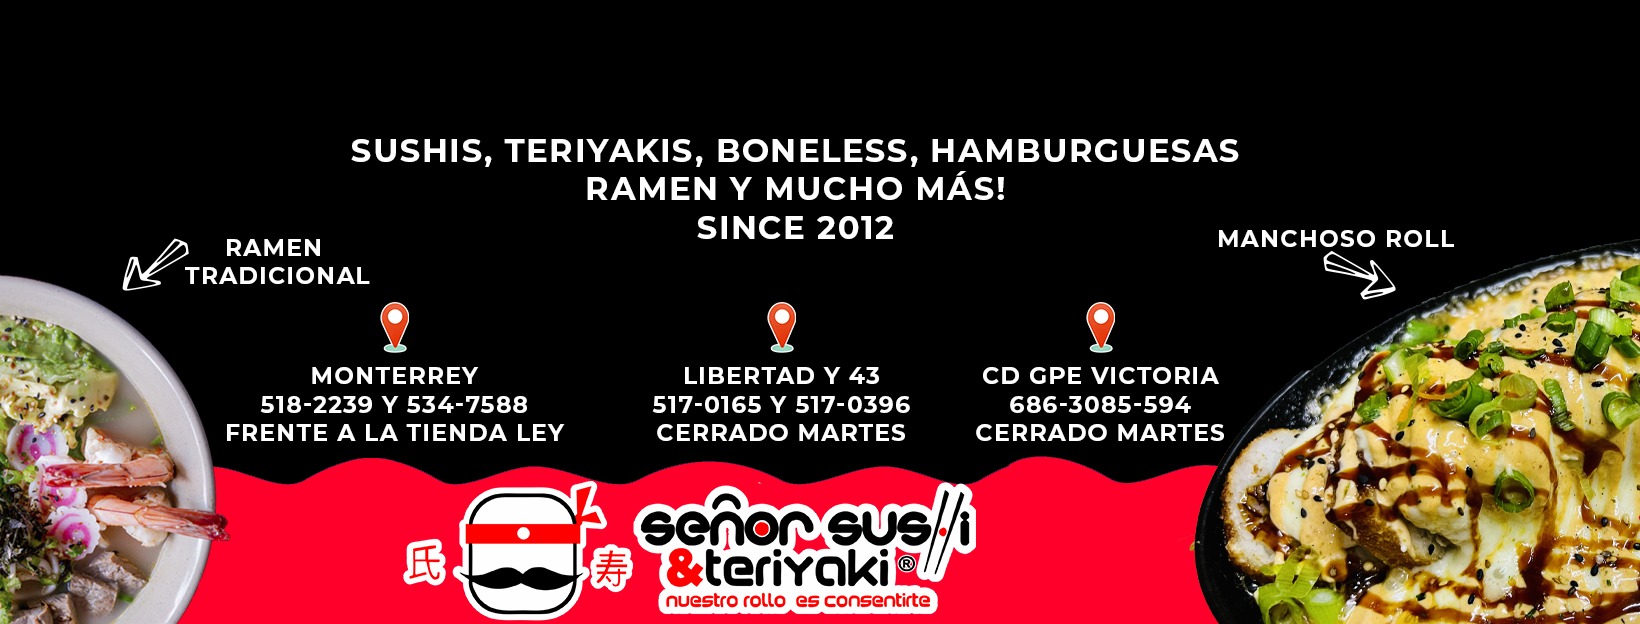 SUSHIS, TERIYAKIS, BONELESS, HAMBURGUESAS
RAMEN Y MUCHO MÁS!
SINCE 2012
RAMEN
TRADICIONAL
MANCHOSO ROLL
MONTERREY
518-2239 Y 534-7588
FRENTE A LA TIENDA LEY
LIBERTAD Y 43
517-0165 Y 517-0396
CERRADO MARTES
CD GPE VICTORIA
686-3085-594
CERRADO MARTES
氏
寿
señor sushi
&teriyaki®
nuestro rollo es consentirte